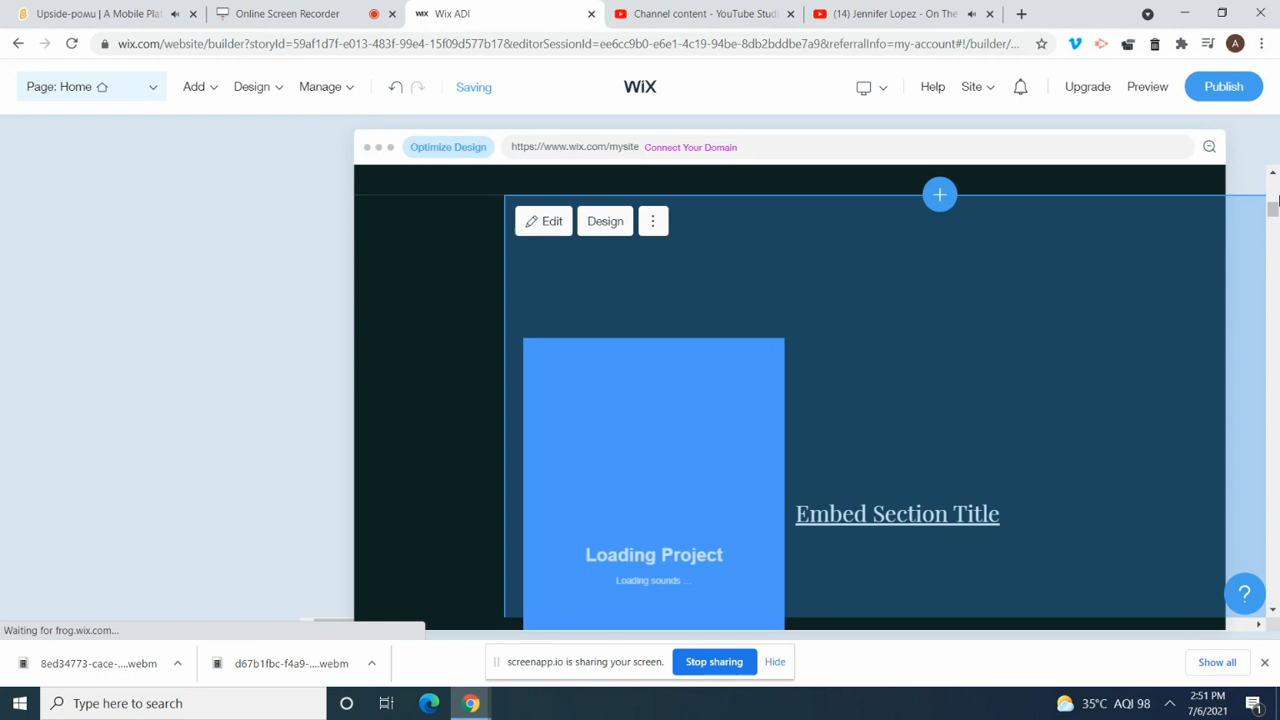 Upside-pomu | A Mobile Plat
Online Screen Recorder
WiX Wix ADI
Channel content - YouTube Studi
(14) Jennifer Lopez - On The
wix.com/website/builder?storyId=59af1d7f-e013-483f-99e4-15f03d577b17&editorSessionId=ee6cc9b0-e6e1-4c19-94be-8db2bddbe7a98&referralInfo=my-account#!/builder/...
A
Page: Home
Add
Design
Manage
Saving
WiX
Help
Site
Upgrade
Preview
Publish
Optimize Design
https://www.wix.com/mysite
Connect Your Domain
Edit
Design
Embed Section Title
Loading Project
Loading sounds ...
?
Waiting for frog.wix.com...
8ed34773-cace-....webm
d67b1fbc-f4a9-....webm
screenapp.io is sharing your screen.
Stop sharing
Hide
Show all
Type here to search
35°C AQI 98
2:51 PM
7/6/2021
1